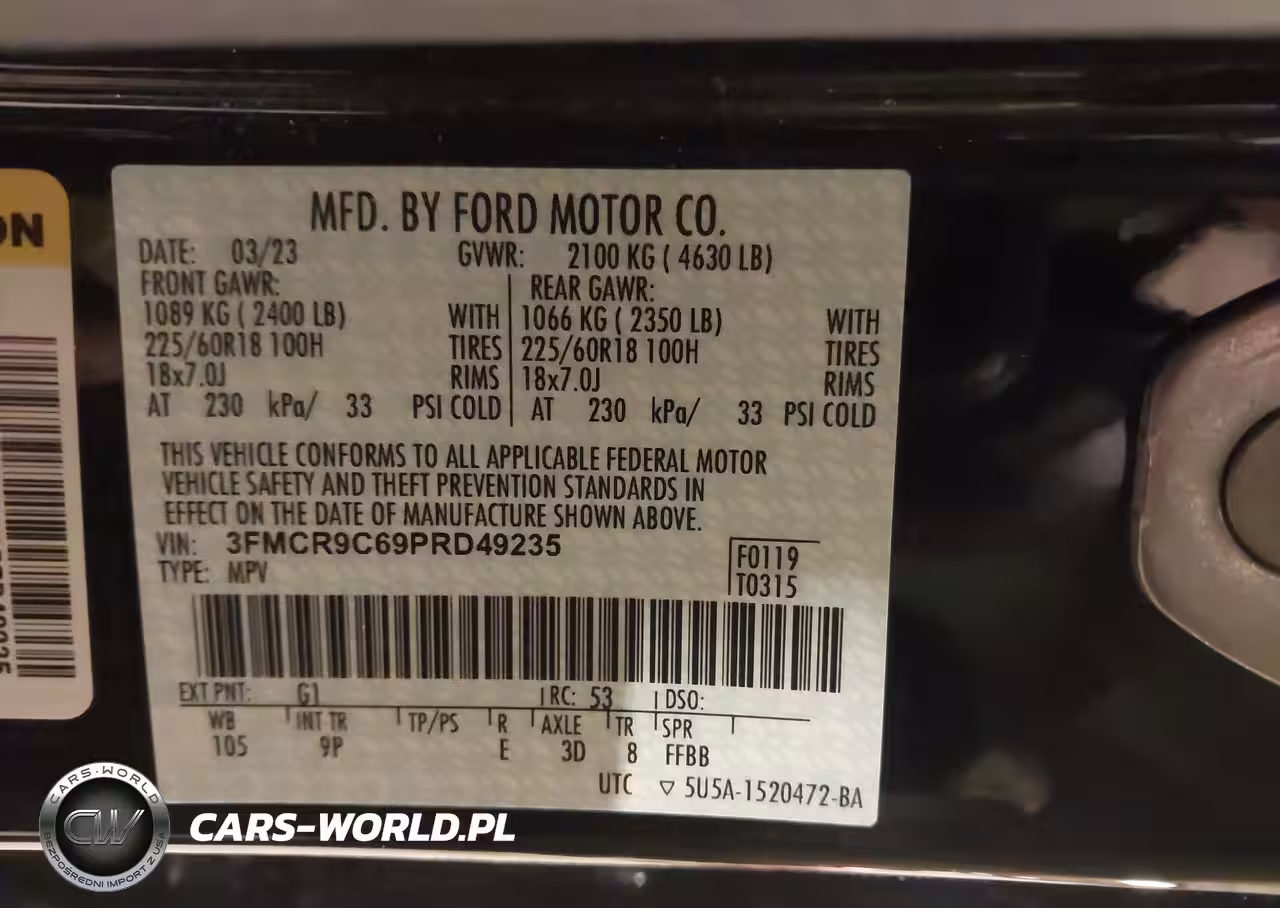 ON
MFD. BY FORD MOTOR CO.
DATE: 03/23 GVWR: 2100 KG ( 4630 LB)
FRONT GAWR: REAR GAWR:
1089 KG ( 2400 LB) WITH 1066 KG ( 2350 LB) WITH
225/60R18 100H TIRES 225/60R18 100H TIRES
18x7.0J RIMS 18x7.0J RIMS
AT 230 kPa/ 33 PSI COLD AT 230 kPa/ 33 PSI COLD
THIS VEHICLE CONFORMS TO ALL APPLICABLE FEDERAL MOTOR
VEHICLE SAFETY AND THEFT PREVENTION STANDARDS IN
EFFECT ON THE DATE OF MANUFACTURE SHOWN ABOVE.
VIN: 3FMCR9C69PRD49235
TYPE: MPV
F0119
T0315
EXT PNT: G1 RC: 53 DSO:
WB INT TR TP/PS R AXLE TR SPR
105 9P E 3D 8 FFBB
UTC ▽ 5U5A-1520472-BA
CARS-WORLD
CW
BEZPOŚREDNI IMPORT Z USA
CARS-WORLD.PL